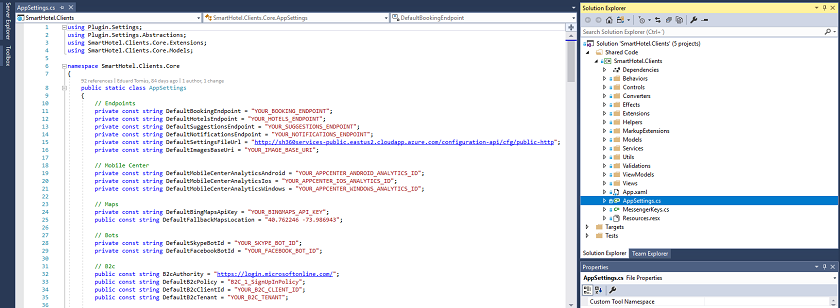 Server Explorer
Toolbox
AppSettings.cs
SmartHotel.Clients
SmartHotel.Clients.Core.AppSettings
DefaultBookingEndpoint
1 using Plugin.Settings;
2 using Plugin.Settings.Abstractions;
3 using SmartHotel.Clients.Core.Extensions;
4 using SmartHotel.Clients.Core.Models;
5
6 namespace SmartHotel.Clients.Core
7 {
92 references | Eduard Tomàs, 84 days ago | 1 author, 1 change
8 public static class AppSettings
9 {
10 // Endpoints
11 private const string DefaultBookingEndpoint = "YOUR_BOOKING_ENDPOINT";
12 private const string DefaultHotelsEndpoint = "YOUR_HOTELS_ENDPOINT";
13 private const string DefaultSuggestionsEndpoint = "YOUR_SUGGESTIONS_ENDPOINT";
14 private const string DefaultNotificationsEndpoint = "YOUR_NOTIFICATIONS_ENDPOINT";
15 private const string DefaultSettingsFileUrl = "http://sh360services-public.eastus2.cloudapp.azure.com/configuration-api/cfg/public-http";
16 private const string DefaultImagesBaseUri = "YOUR_IMAGE_BASE_URI";
17
18 // Mobile Center
19 private const string DefaultMobileCenterAnalyticsAndroid = "YOUR_APPCENTER_ANDROID_ANALYTICS_ID";
20 private const string DefaultMobileCenterAnalyticsIos = "YOUR_APPCENTER_IOS_ANALYTICS_ID";
21 private const string DefaultMobileCenterAnalyticsWindows = "YOUR_APPCENTER_WINDOWS_ANALYTICS_ID";
22
23 // Maps
24 private const string DefaultBingMapsApiKey = "YOUR_BINGMAPS_API_KEY";
25 public const string DefaultFallbackMapsLocation = "40.762246 -73.986943";
26
27 // Bots
28 private const string DefaultSkypeBotId = "YOUR_SKYPE_BOT_ID";
29 private const string DefaultFacebookBotId = "YOUR_FACEBOOK_BOT_ID";
30
31 // B2c
32 public const string B2cAuthority = "https://login.microsoftonline.com/";
33 public const string DefaultB2cPolicy = "B2C_1_SignUpInPolicy";
34 public const string DefaultB2cClientId = "YOUR_B2C_CLIENT_ID";
35 public const string DefaultB2cTenant = "YOUR_B2C_TENANT";
Solution Explorer
Search Solution Explorer (Ctrl+´)
Solution 'SmartHotel.Clients' (5 projects)
Shared Code
SmartHotel.Clients
Dependencies
Behaviors
Controls
Converters
Effects
Extensions
Helpers
MarkupExtensions
Models
Services
Utils
Validations
ViewModels
Views
App.xaml
AppSettings.cs
MessengerKeys.cs
Resources.resx
Targets
Tests
Solution Explorer
Team Explorer
Properties
AppSettings.cs File Properties
Custom Tool Namespace